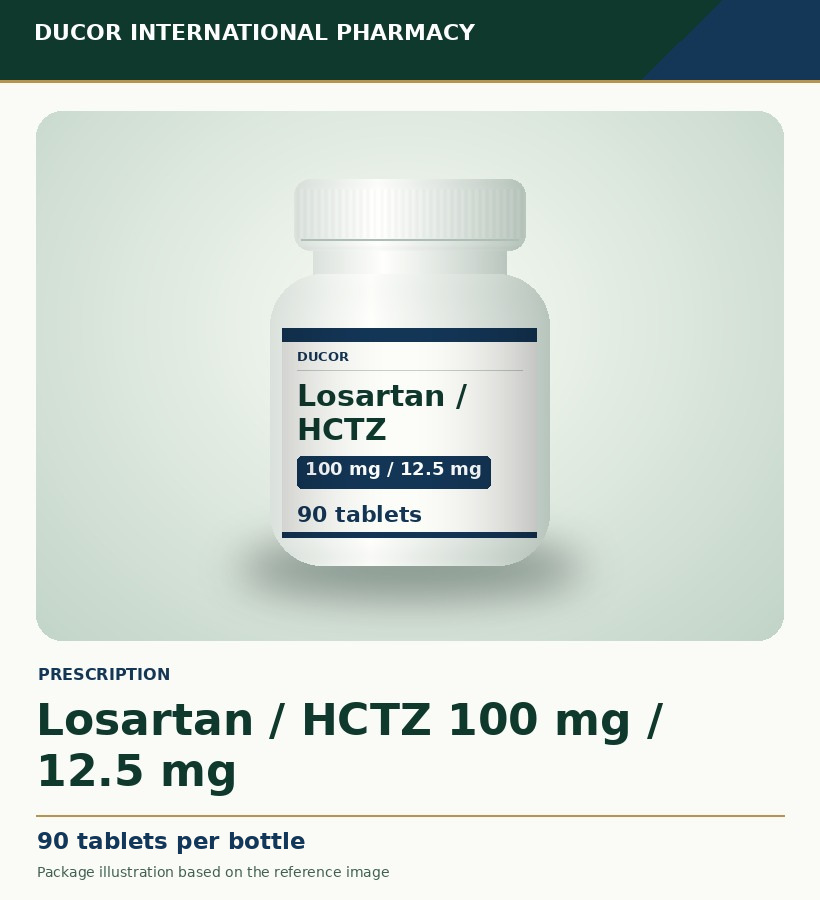 DUCOR INTERNATIONAL PHARMACY
DUCOR
Losartan /
HCTZ
100 mg / 12.5 mg
90 tablets
PRESCRIPTION
Losartan / HCTZ 100 mg /
12.5 mg
90 tablets per bottle
Package illustration based on the reference image